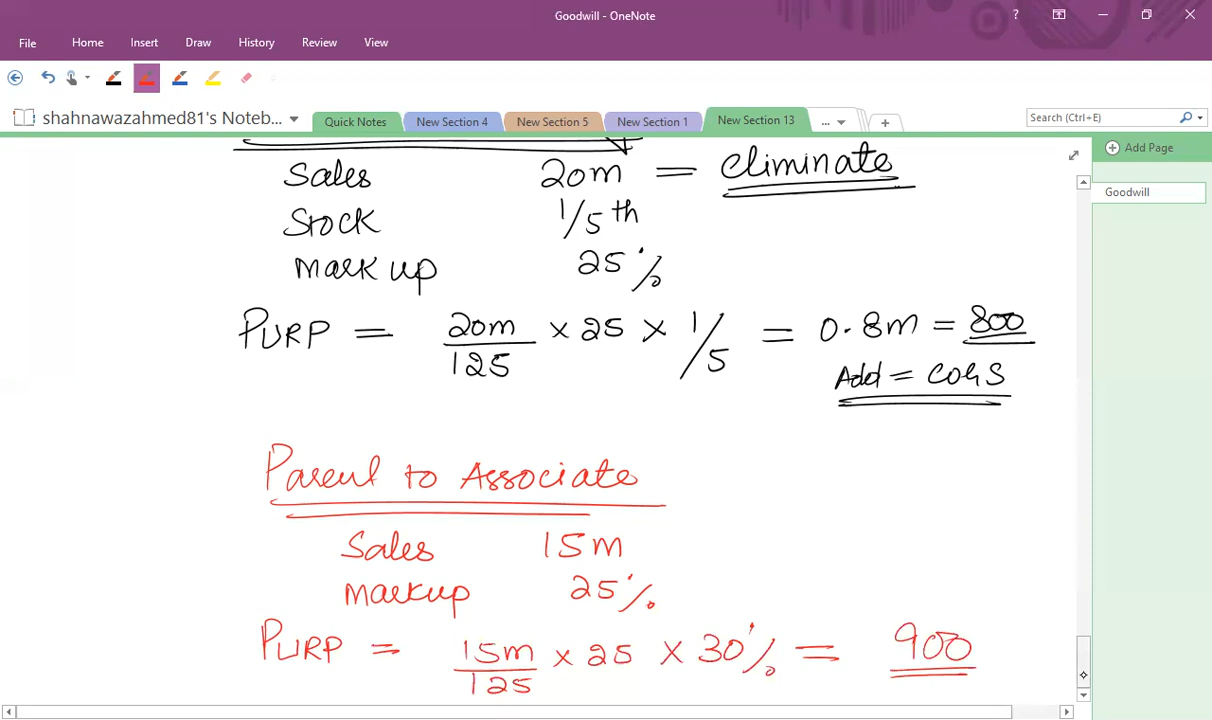 Goodwill - OneNote
?
File Home Insert Draw History Review View
shahnawazahmed81's Noteb... Quick Notes New Section 4 New Section 5 New Section 1 New Section 13 ... + Search (Ctrl+E)
Add Page
Goodwill
Sales 20m = eliminate
Stock 1/5th
Mark up 25%
PURP = 20m/125 × 25 × 1/5 = 0.8m = 800
Add = COGS
Parent to Associate
Sales 15m
Markup 25%
PURP = 15m/125 × 25 × 30% = 900